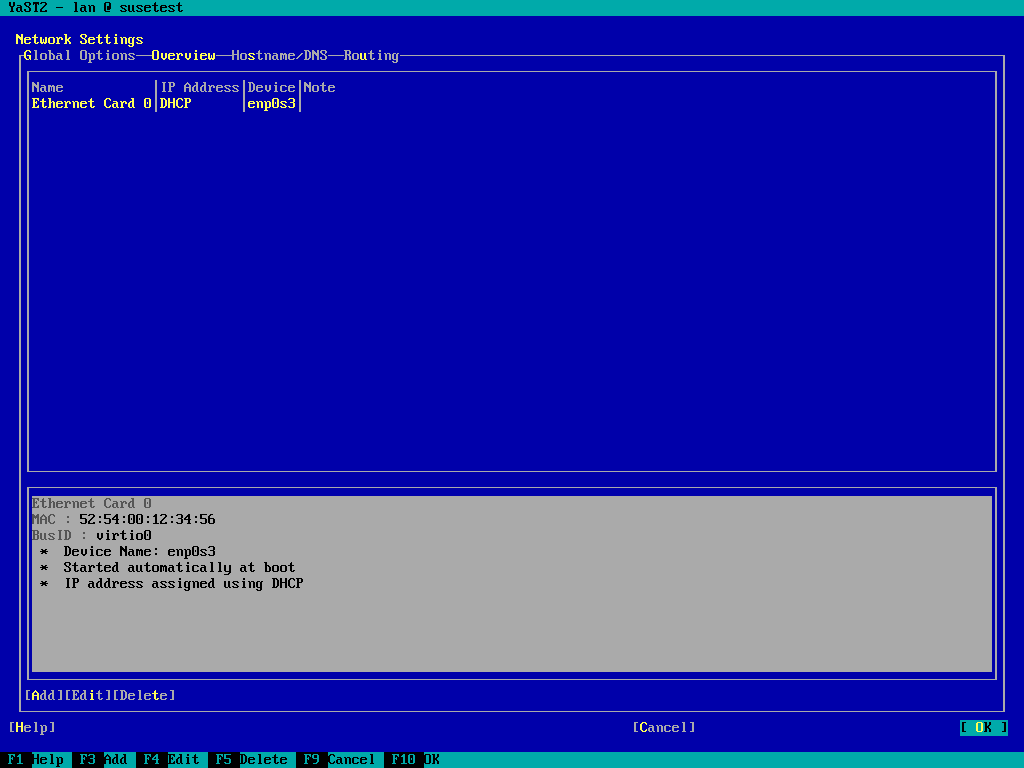 YaST2 - lan @ susetest
Network Settings
Global Options Overview Hostname/DNS Routing
Name IP Address Device Note
Ethernet Card 0 DHCP enp0s3
Ethernet Card 0
MAC : 52:54:00:12:34:56
BusID : virtio0
* Device Name: enp0s3
* Started automatically at boot
* IP address assigned using DHCP
[Add][Edit][Delete]
[Help] [Cancel] [ OK ]
F1 Help F3 Add F4 Edit F5 Delete F9 Cancel F10 OK